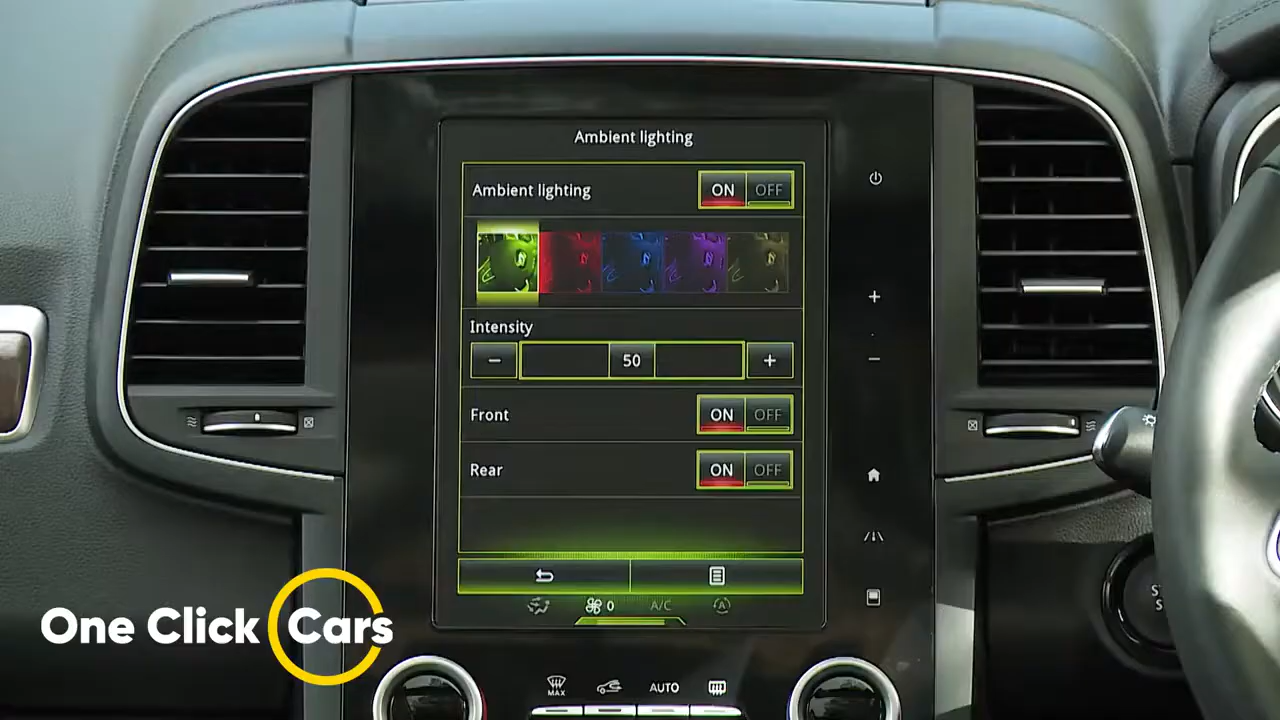 Ambient lighting
Ambient lighting ON OFF
Intensity
50
Front ON OFF
Rear ON OFF
0 A/C A
MAX AUTO
One Click Cars